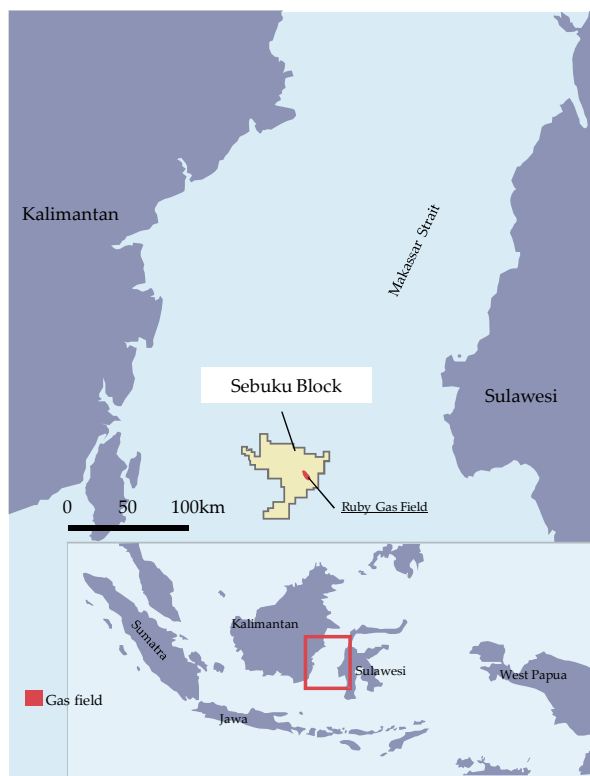 Kalimantan
Makassar Strait
Sebuku Block
Sulawesi
Ruby Gas Field
0 50 100km
Kalimantan
Sumatra
Sulawesi
West Papua
Gas field
Jawa